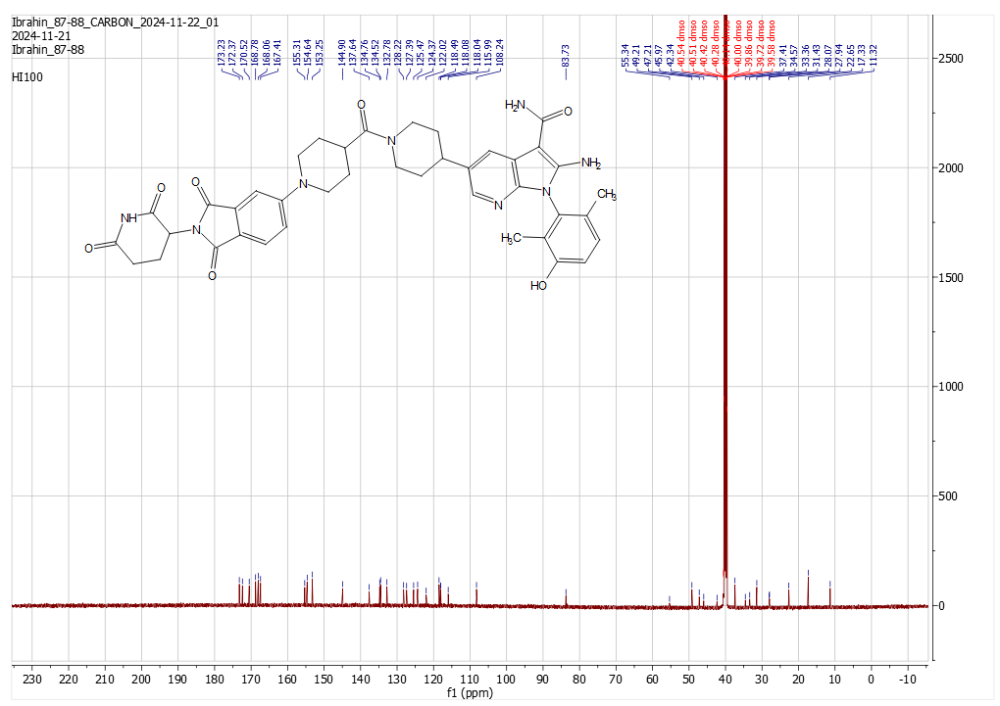 Ibrahin_87-88_CARBON_2024-11-22_01
2024-11-21
Ibrahin_87-88
HI100
173.23
172.37
170.52
168.78
168.06
167.41
155.31
154.64
153.25
144.90
137.64
134.76
134.52
132.78
128.22
127.39
125.47
124.37
122.02
118.49
118.08
118.04
115.99
108.24
83.73
55.34
49.21
47.21
45.97
42.34
40.54 dmso
40.51 dmso
40.42 dmso
40.28 dmso
40.00 dmso
39.86 dmso
39.72 dmso
39.58 dmso
37.41
34.57
33.36
31.43
28.07
27.94
22.65
17.33
11.32
O
H2N
O
N
NH2
N
O
O
NH
N
O
O
N
N
CH3
H3C
HO
2500
2000
1500
1000
500
0
230 220 210 200 190 180 170 160 150 140 130 120 110 100 90 80 70 60 50 40 30 20 10 0 -10
f1 (ppm)